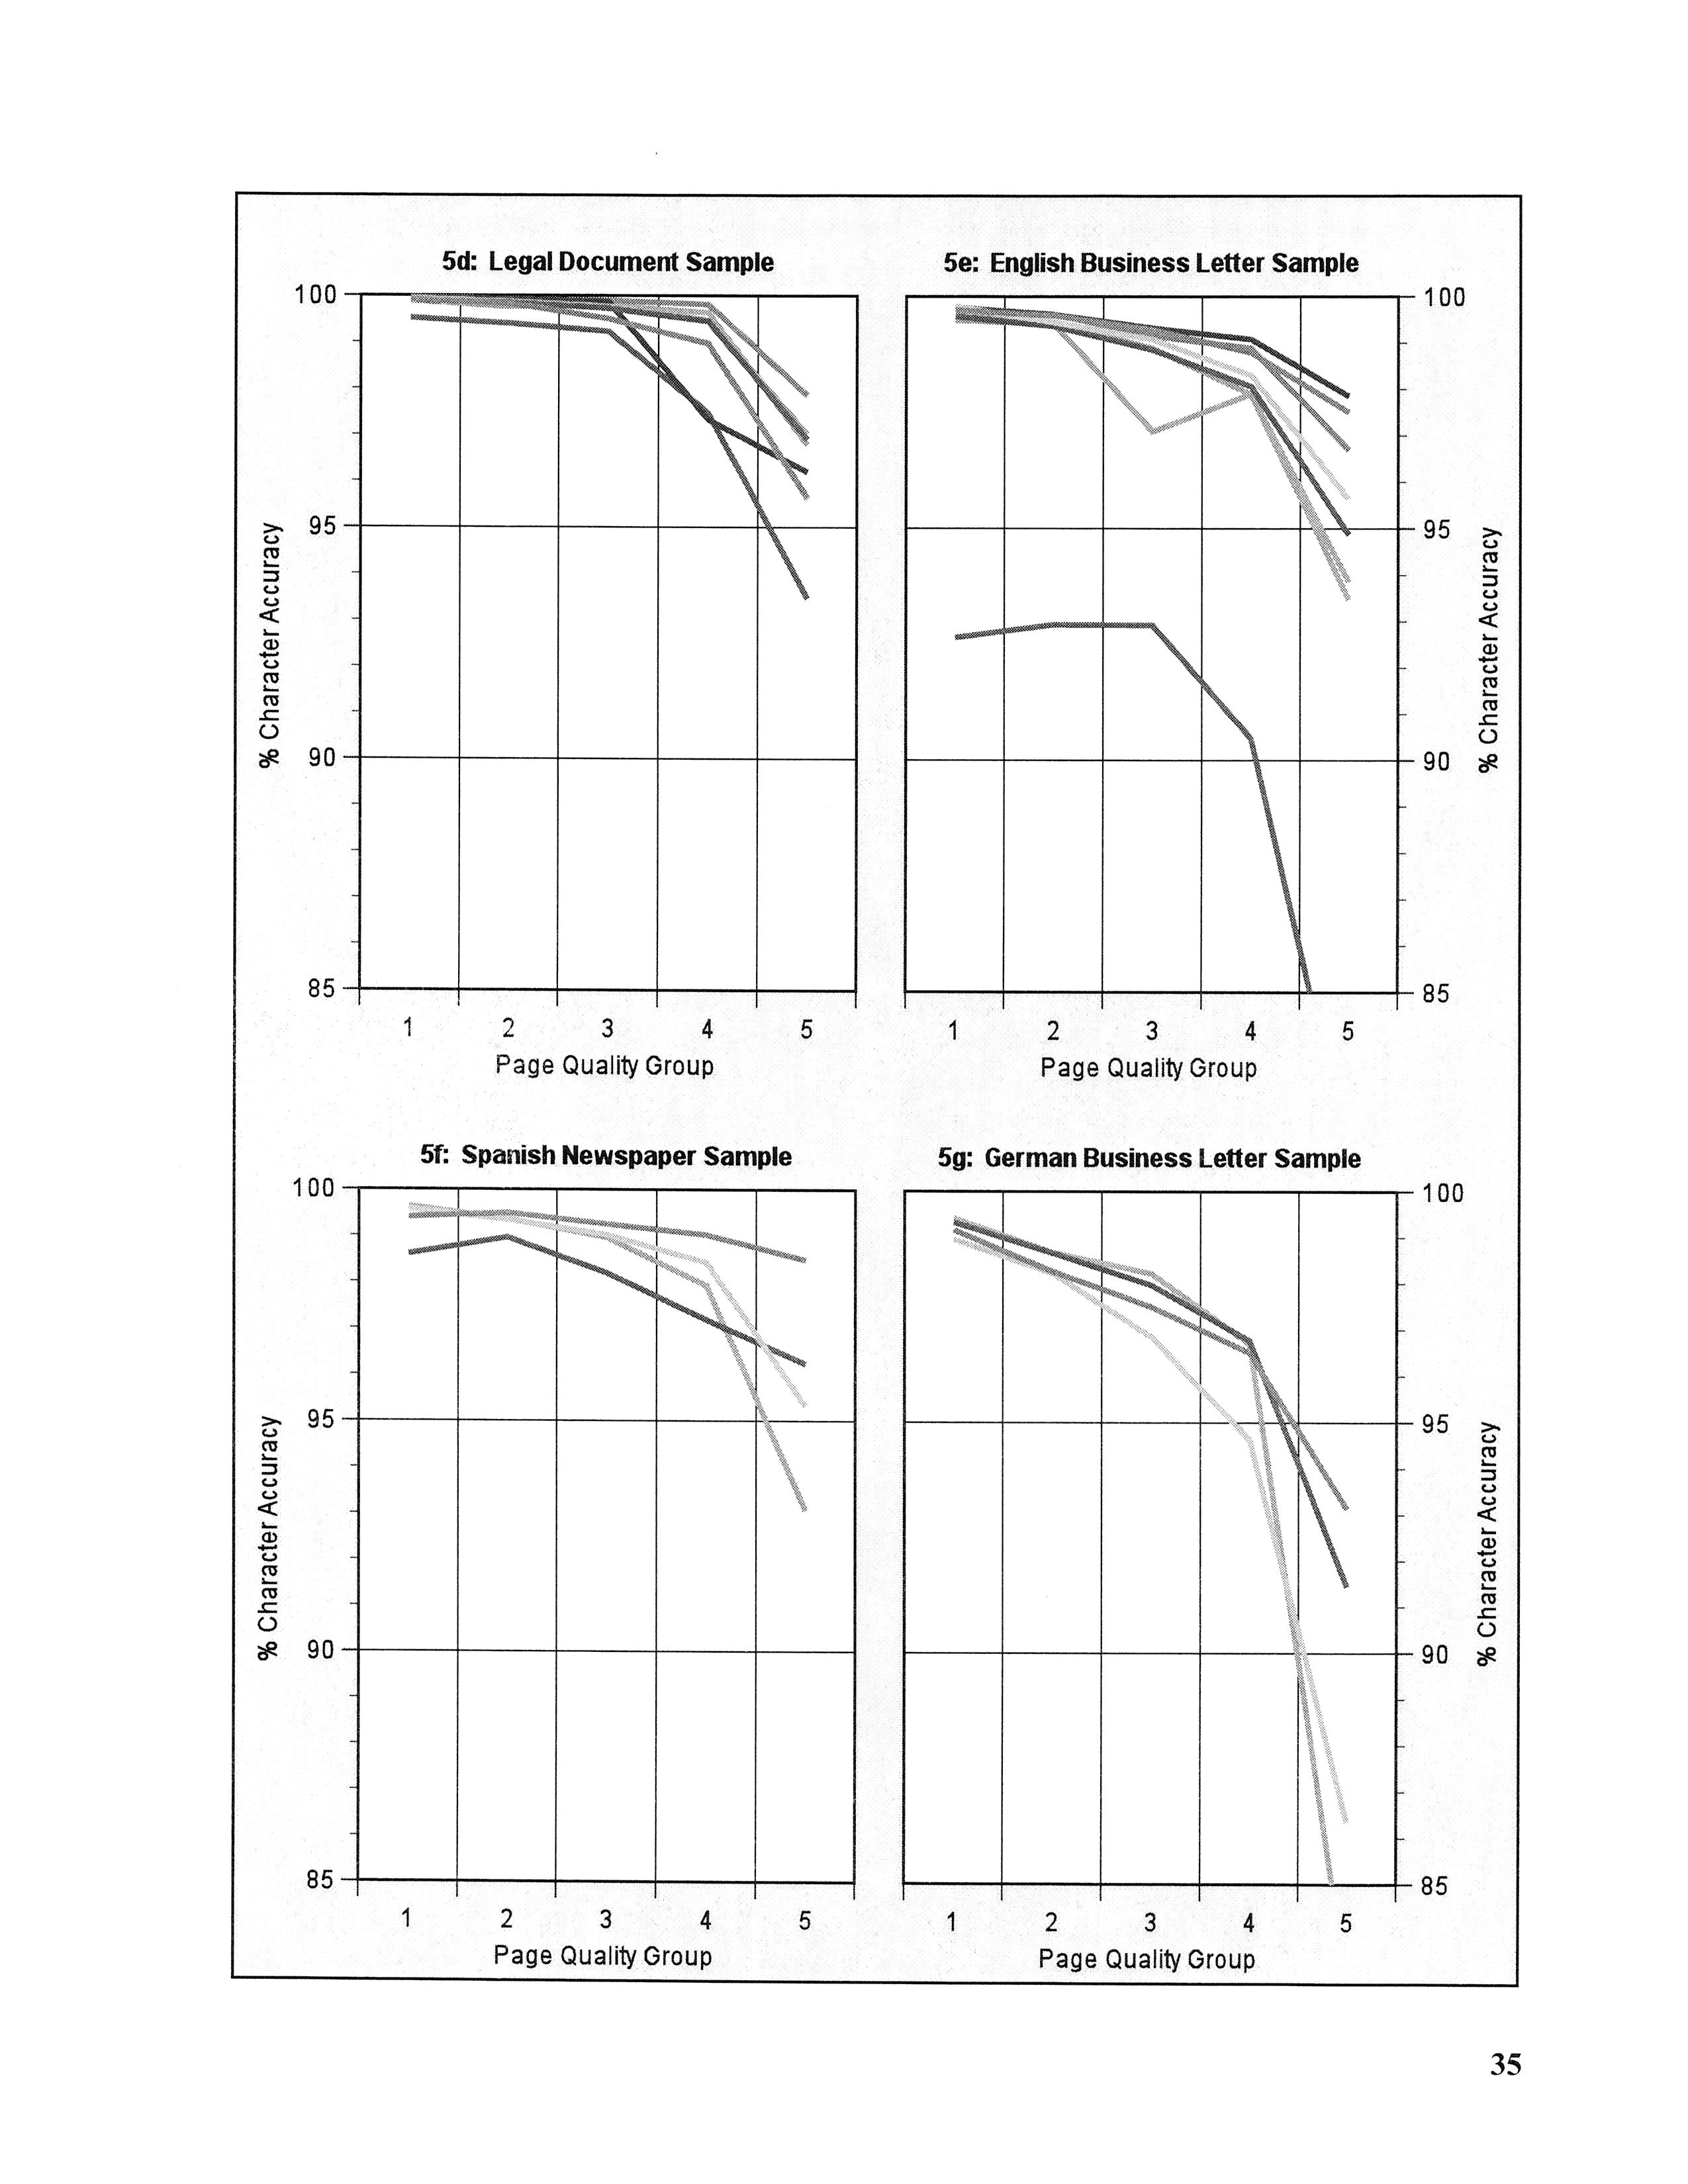 5d: Legal Document Sample
100
95
90
85
% Character Accuracy
1 2 3 4 5
Page Quality Group
5e: English Business Letter Sample
100
95
90
85
% Character Accuracy
1 2 3 4 5
Page Quality Group
5f: Spanish Newspaper Sample
100
95
90
85
% Character Accuracy
1 2 3 4 5
Page Quality Group
5g: German Business Letter Sample
100
95
90
85
% Character Accuracy
1 2 3 4 5
Page Quality Group
35